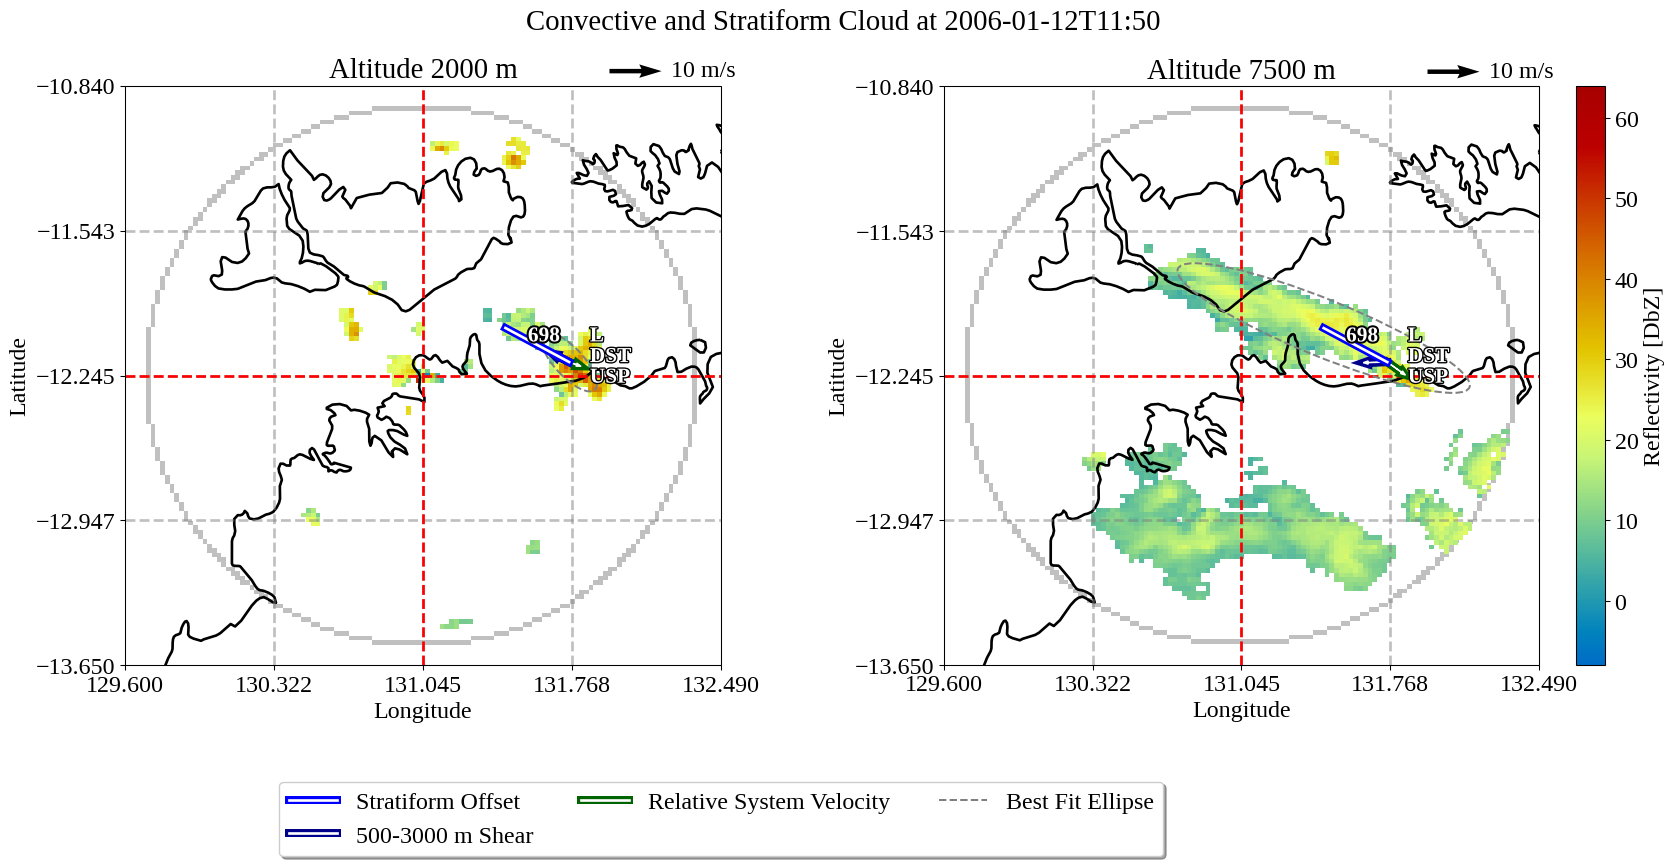 Convective and Stratiform Cloud at 2006-01-12T11:50
Altitude 2000 m
10 m/s
−10.840
−11.543
−12.245
−12.947
−13.650
129.600
130.322
131.045
131.768
132.490
Latitude
Longitude
698
L
DST
USP
Altitude 7500 m
10 m/s
−10.840
−11.543
−12.245
−12.947
−13.650
129.600
130.322
131.045
131.768
132.490
Latitude
Longitude
698
L
DST
USP
60
50
40
30
20
10
0
Reflectivity [DbZ]
Stratiform Offset
500-3000 m Shear
Relative System Velocity
Best Fit Ellipse